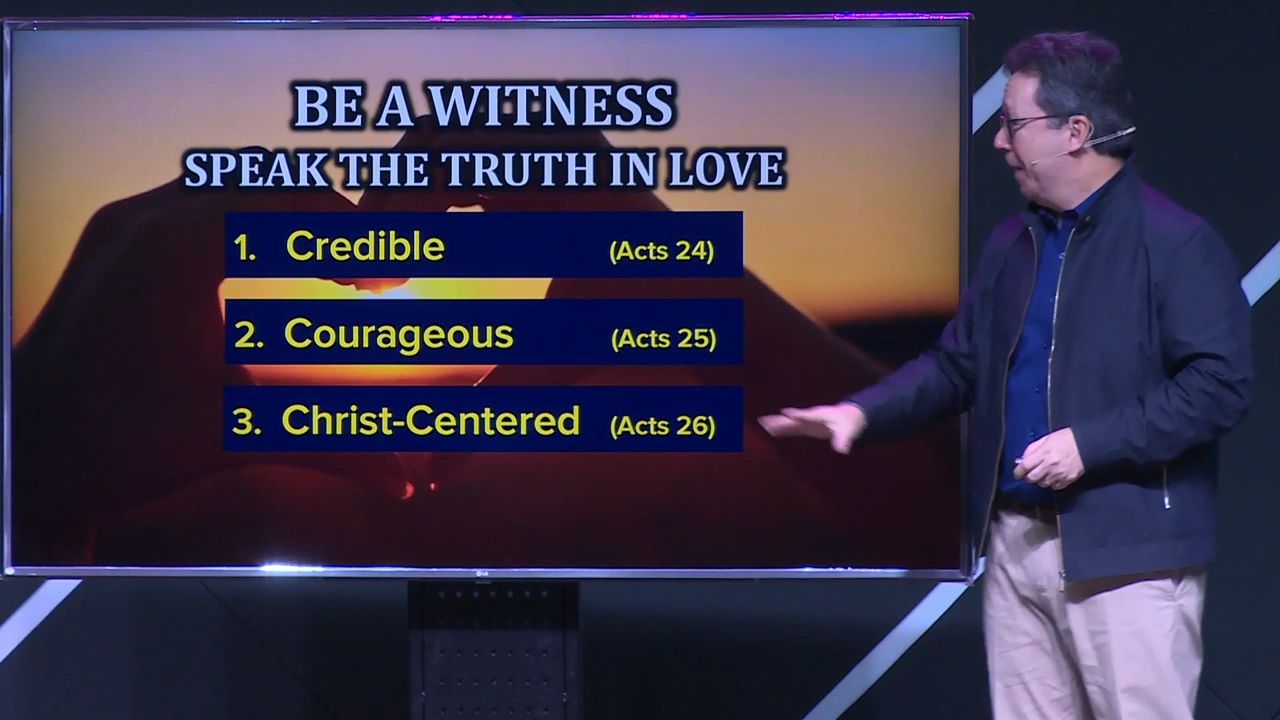 BE A WITNESS
SPEAK THE TRUTH IN LOVE
1. Credible (Acts 24)
2. Courageous (Acts 25)
3. Christ-Centered (Acts 26)
LG